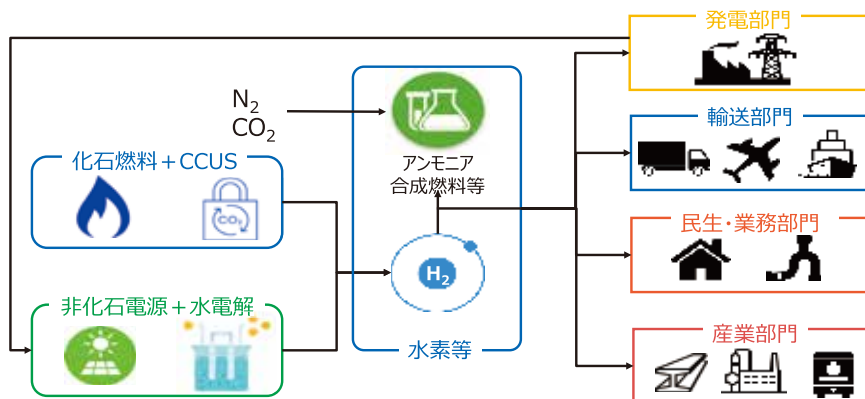 発電部門
N₂
CO₂
アンモニア
合成燃料等
輸送部門
化石燃料+CCUS
CO₂
民生・業務部門
H₂
非化石電源+水電解
水素等
産業部門